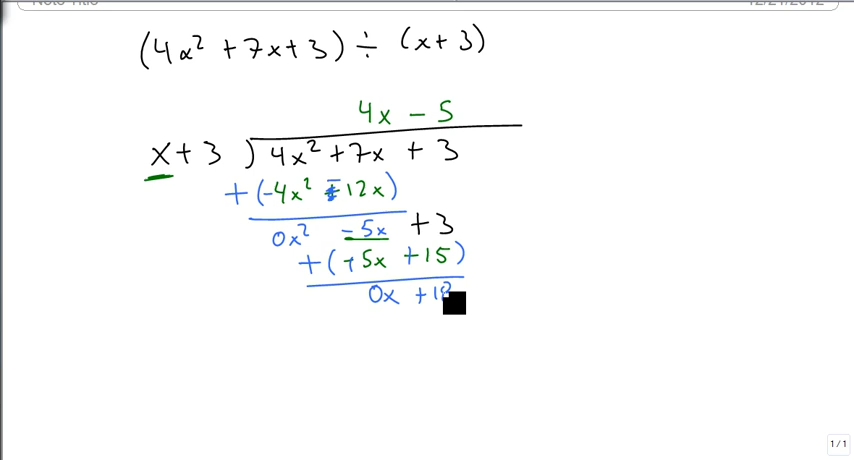 (4x² + 7x + 3) ÷ (x + 3)
4x - 5
x + 3 ) 4x² + 7x + 3
+ (-4x² - 12x)
0x² - 5x + 3
+ (+5x + 15)
0x + 18
1 / 1